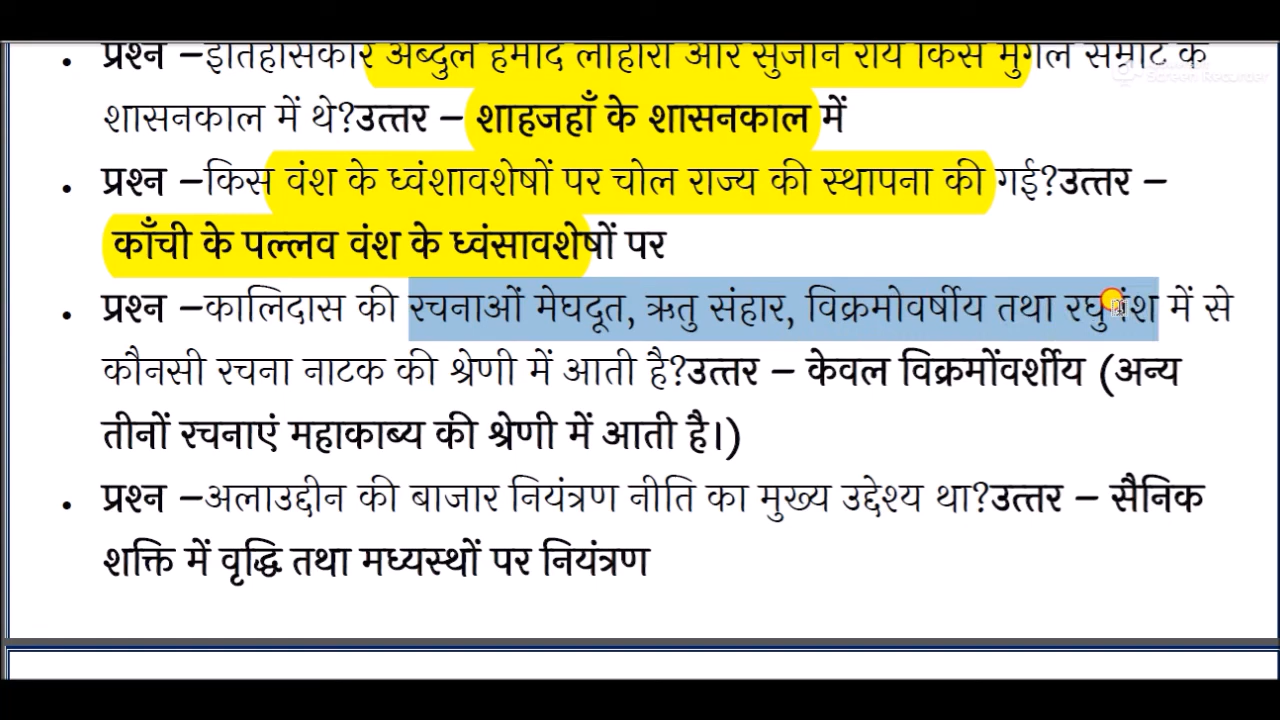 • प्रश्न –इतिहासकार अब्दुल हमीद लाहोरी और सुजान राय किस मुगल सम्राट के
शासनकाल में थे?उत्तर – शाहजहाँ के शासनकाल में
• प्रश्न –किस वंश के ध्वंशावशेषों पर चोल राज्य की स्थापना की गई?उत्तर –
काँची के पल्लव वंश के ध्वंसावशेषों पर
• प्रश्न –कालिदास की रचनाओं मेघदूत, ऋतु संहार, विक्रमोवर्षीय तथा रघुवंश में से
कौनसी रचना नाटक की श्रेणी में आती है?उत्तर – केवल विक्रमोंवर्शीय (अन्य
तीनों रचनाएं महाकाब्य की श्रेणी में आती है।)
• प्रश्न –अलाउद्दीन की बाजार नियंत्रण नीति का मुख्य उद्देश्य था?उत्तर – सैनिक
शक्ति में वृद्धि तथा मध्यस्थों पर नियंत्रण
Screen Recorder